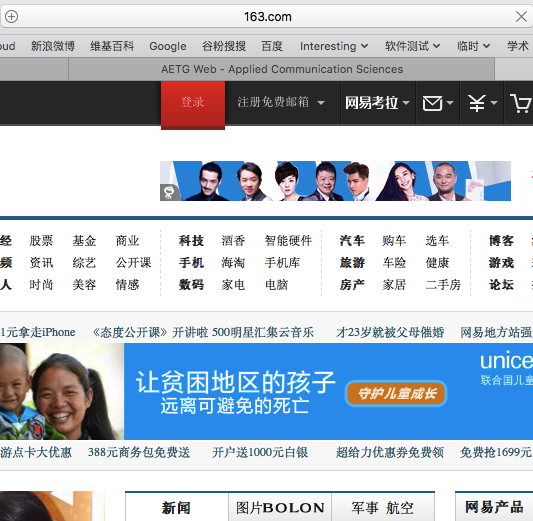 163.com
oud 新浪微博 维基百科 Google 谷粉搜搜 百度 Interesting 软件测试 临时 学术
AETG Web - Applied Communication Sciences
登录 注册免费邮箱 网易考拉
经 股票 基金 商业 科技 酒香 智能硬件 汽车 购车 选车 博客
频 资讯 综艺 公开课 手机 海淘 手机库 旅游 车险 健康 游戏
人 时尚 美容 情感 数码 家电 电脑 房产 家居 二手房 论坛
1元拿走iPhone 《态度公开课》开讲啦 500明星汇集云音乐 才23岁就被父母催婚 网易地方站强
unice
联合国儿童
让贫困地区的孩子
远离可避免的死亡
守护儿童成长
游点卡大优惠 388元商务包免费送 开户送1000元白银 超给力优惠券免费领 免费抢1699元
新闻 图片BOLON 军事 航空 网易产品